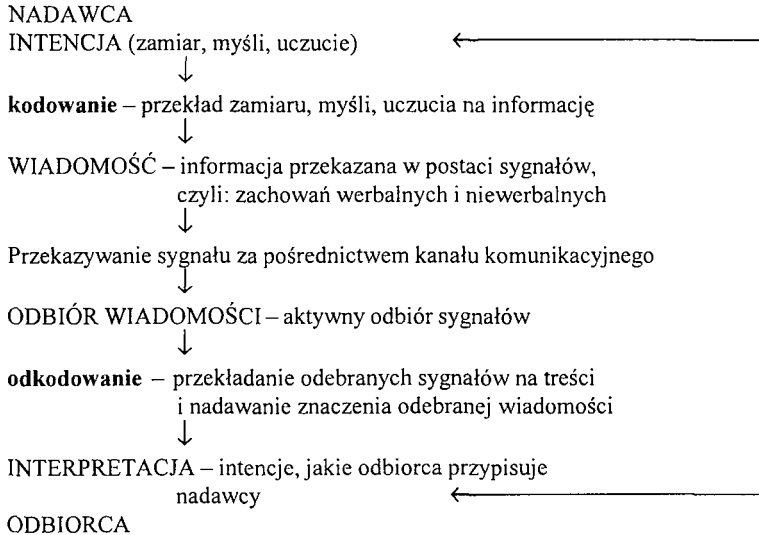 NADAWCA
INTENCJA (zamiar, myśli, uczucie)
kodowanie – przekład zamiaru, myśli, uczucia na informację
WIADOMOŚĆ – informacja przekazana w postaci sygnałów,
czyli: zachowań werbalnych i niewerbalnych
Przekazywanie sygnału za pośrednictwem kanału komunikacyjnego
ODBIÓR WIADOMOŚCI – aktywny odbiór sygnałów
odkodowanie – przekładanie odebranych sygnałów na treści
i nadawanie znaczenia odebranej wiadomości
INTERPRETACJA – intencje, jakie odbiorca przypisuje
nadawcy
ODBIORCA